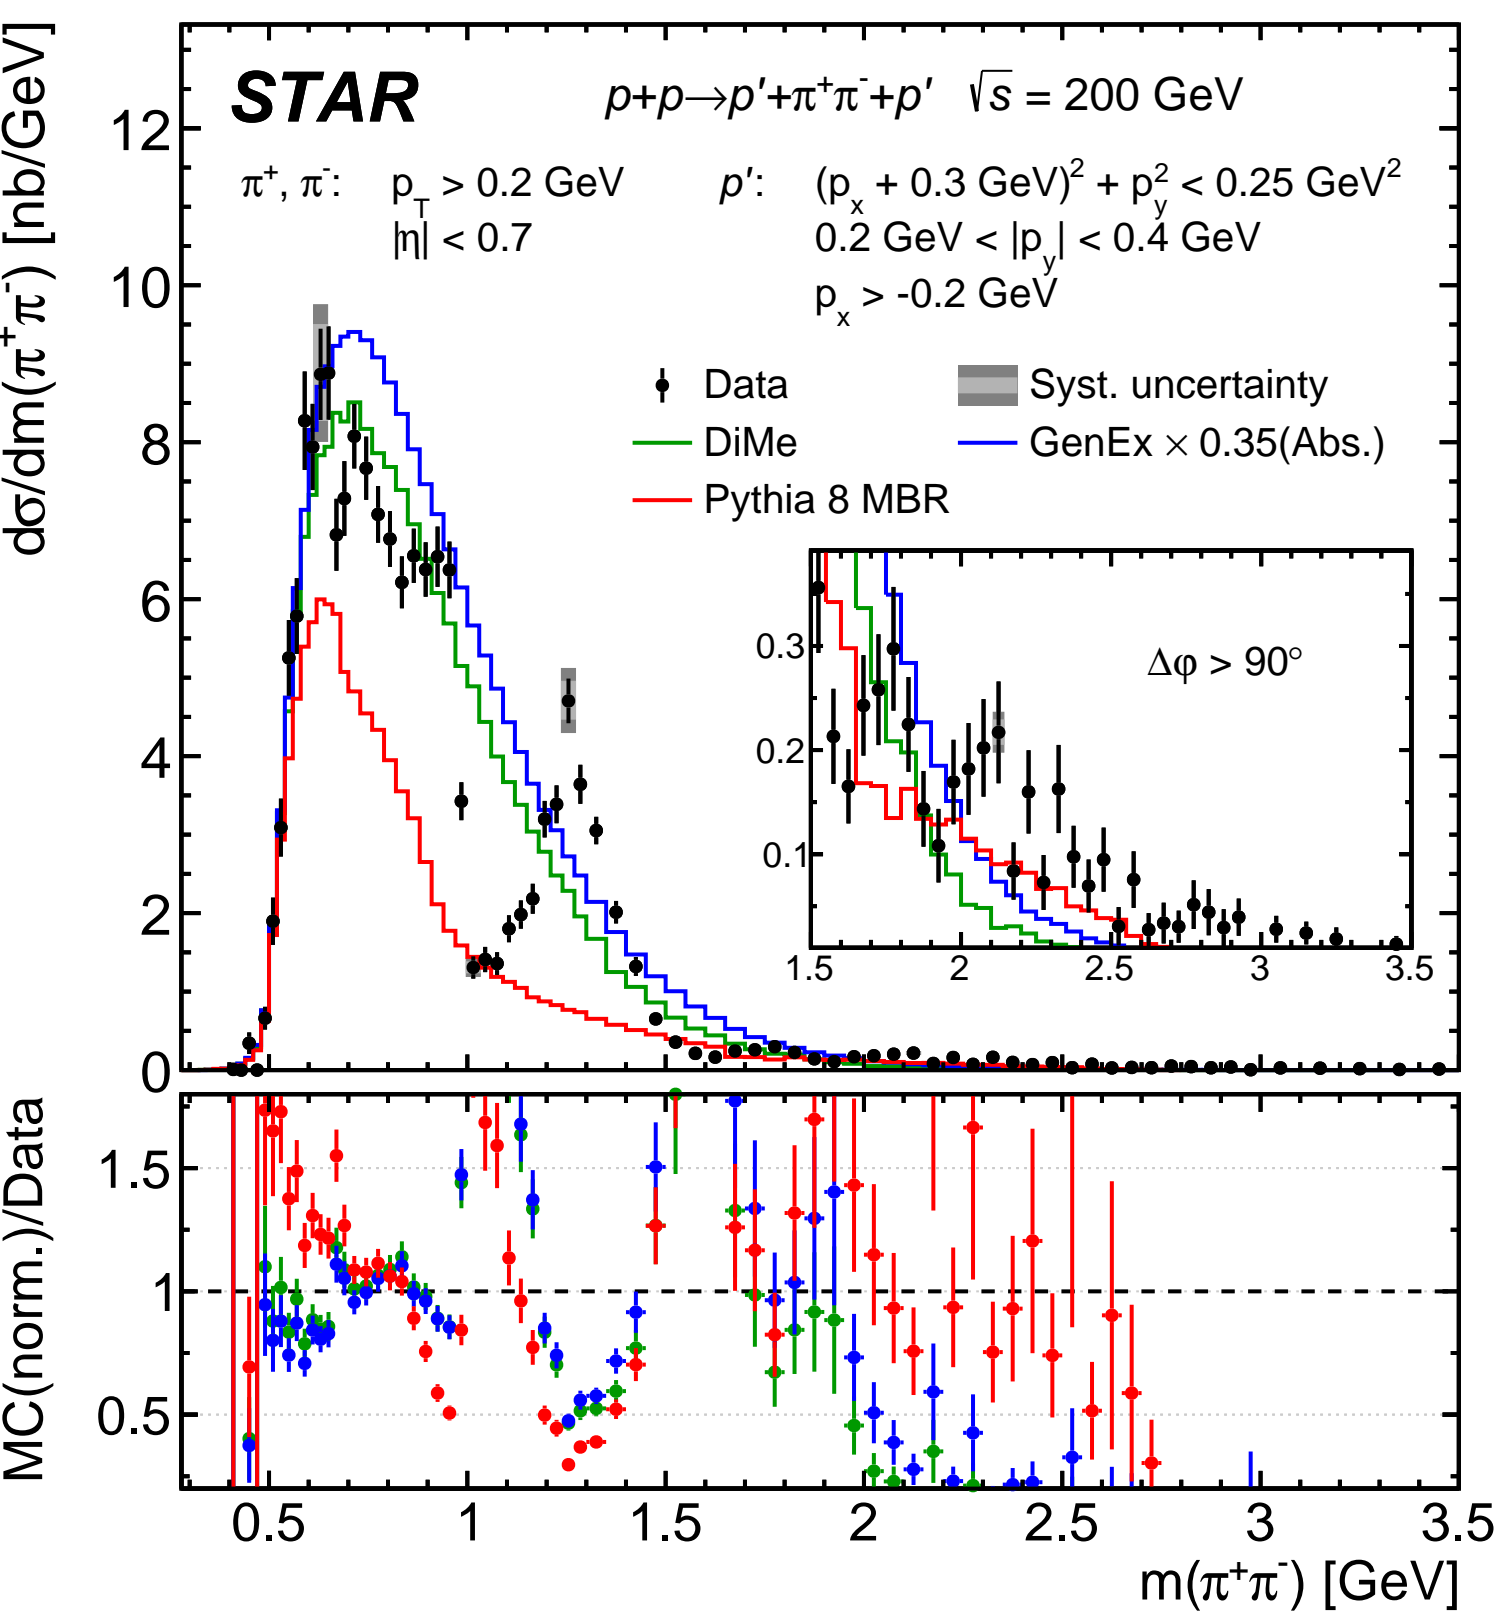 STAR p+p→p′+π⁺π⁻+p′ √s = 200 GeV
π⁺, π⁻: p_T > 0.2 GeV p′: (p_x + 0.3 GeV)² + p_y² < 0.25 GeV²
|η| < 0.7 0.2 GeV < |p_y| < 0.4 GeV
p_x > -0.2 GeV
Data Syst. uncertainty
DiMe GenEx × 0.35(Abs.)
Pythia 8 MBR
dσ/dm(π⁺π⁻) [nb/GeV]
12
10
8
6
4
2
0
Δφ > 90°
0.3
0.2
0.1
1.5 2 2.5 3 3.5
MC(norm.)/Data
1.5
1
0.5
0.5 1 1.5 2 2.5 3 3.5
m(π⁺π⁻) [GeV]